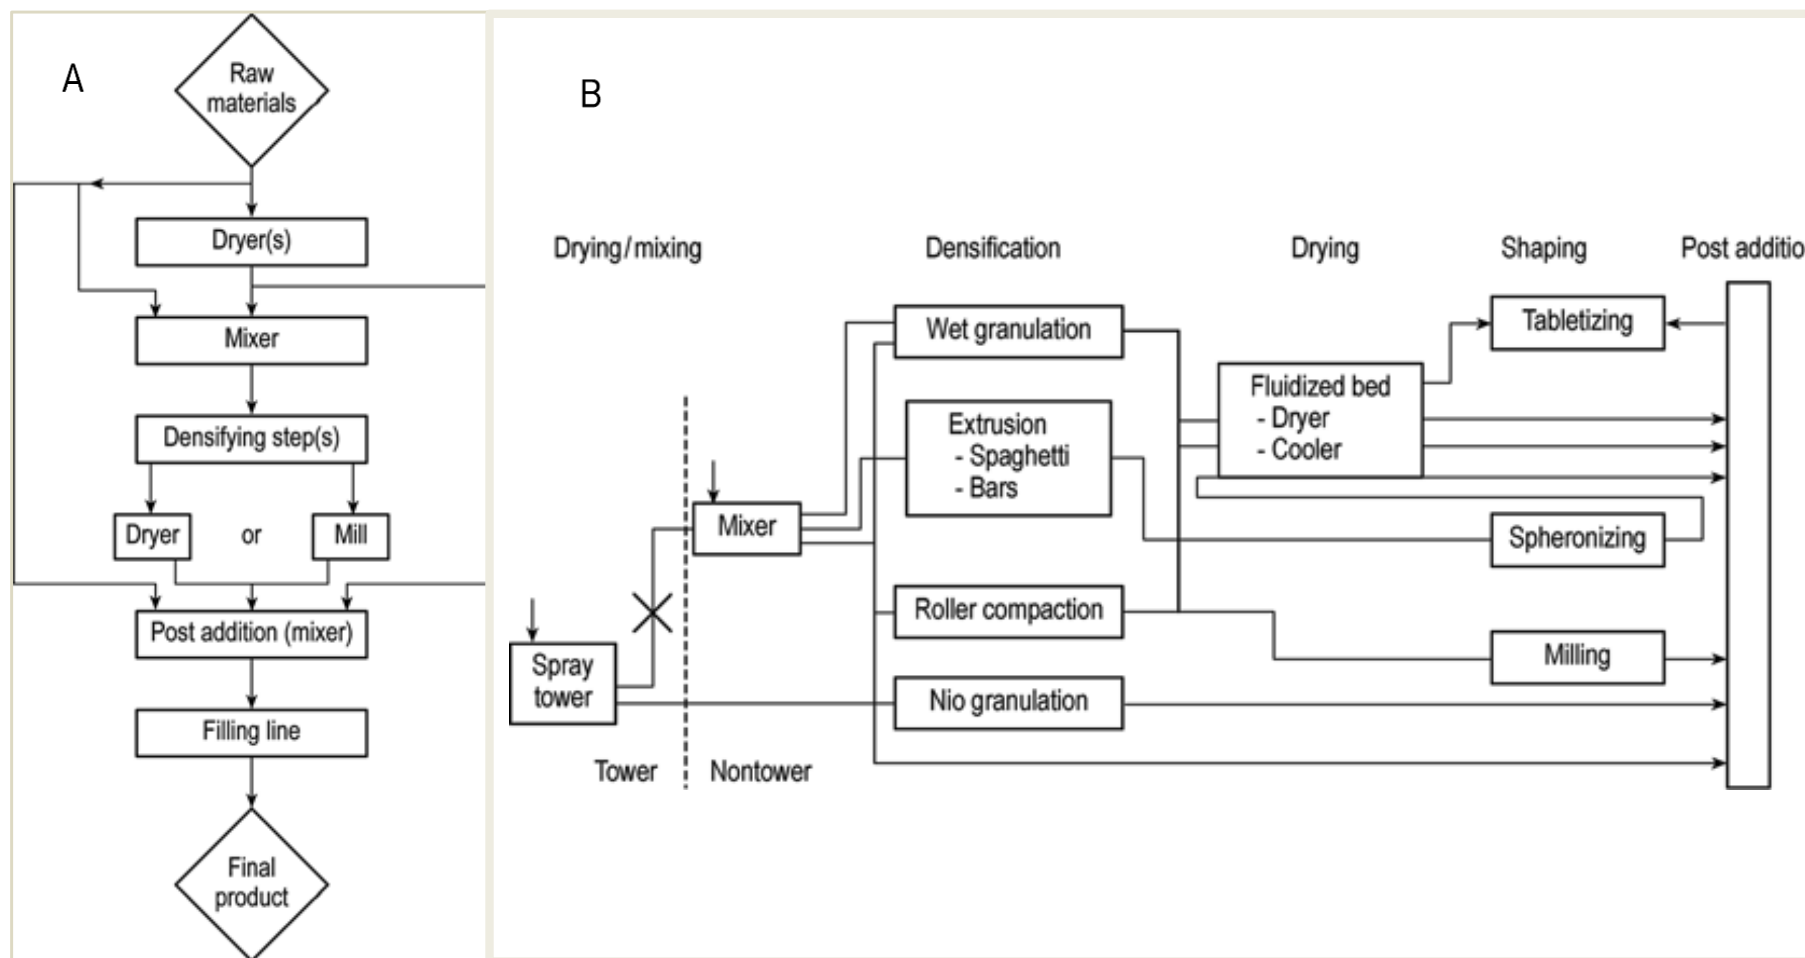 A
Raw
materials
Dryer(s)
Mixer
Densifying step(s)
Dryer
or
Mill
Post addition (mixer)
Filling line
Final
product
B
Drying/mixing
Densification
Drying
Shaping
Post additio
Wet granulation
Tabletizing
Fluidized bed
- Dryer
- Cooler
Extrusion
- Spaghetti
- Bars
Mixer
Spheronizing
Roller compaction
Milling
Spray
tower
Nio granulation
Tower
Nontower